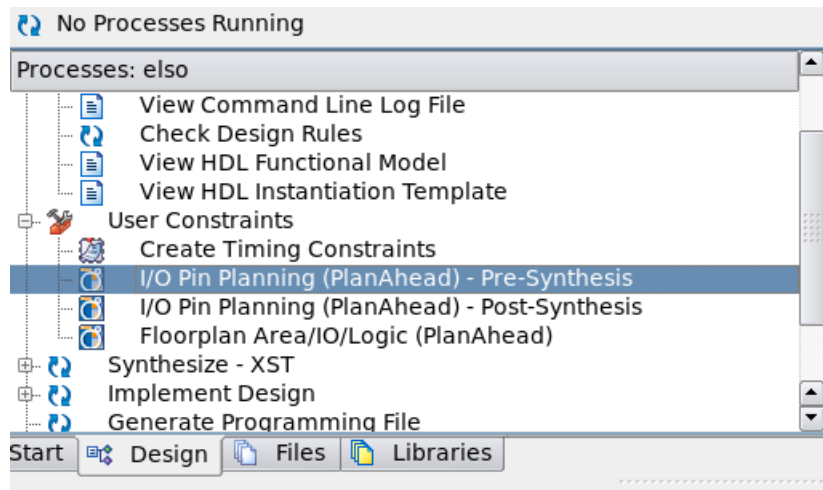 No Processes Running
Processes: elso
View Command Line Log File
Check Design Rules
View HDL Functional Model
View HDL Instantiation Template
User Constraints
Create Timing Constraints
I/O Pin Planning (PlanAhead) - Pre-Synthesis
I/O Pin Planning (PlanAhead) - Post-Synthesis
Floorplan Area/IO/Logic (PlanAhead)
Synthesize - XST
Implement Design
Generate Programming File
Start Design Files Libraries